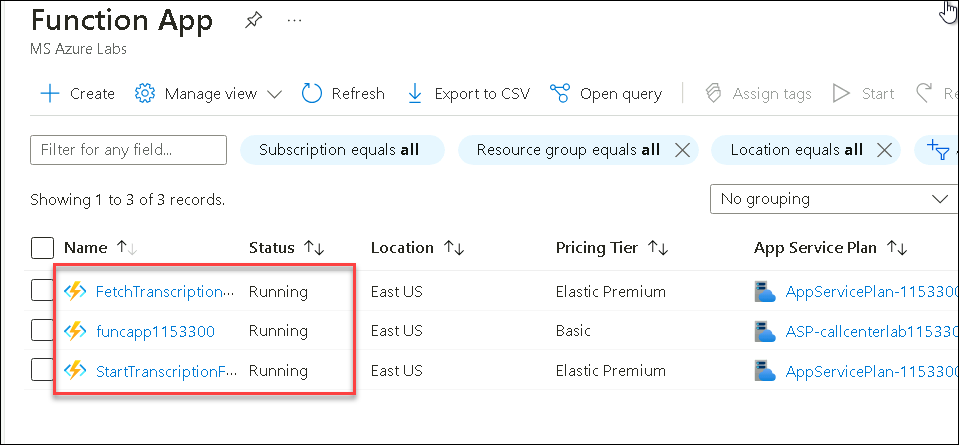 Function App ...
MS Azure Labs
Create Manage view Refresh Export to CSV Open query Assign tags Start Re
Filter for any field... Subscription equals all Resource group equals all Location equals all
Showing 1 to 3 of 3 records. No grouping
Name Status Location Pricing Tier App Service Plan
FetchTranscription... Running East US Elastic Premium AppServicePlan-1153300
funcapp1153300 Running East US Basic ASP-callcenterlab11530
StartTranscriptionF... Running East US Elastic Premium AppServicePlan-1153300